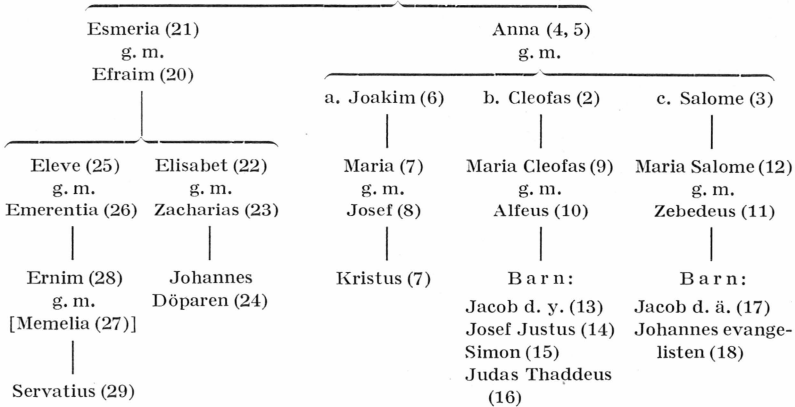 Esmeria (21)
g. m.
Efraim (20)
Anna (4, 5)
g. m.
a. Joakim (6)
b. Cleofas (2)
c. Salome (3)
Eleve (25)
g. m.
Emerentia (26)
Elisabet (22)
g. m.
Zacharias (23)
Maria (7)
g. m.
Josef (8)
Maria Cleofas (9)
g. m.
Alfeus (10)
Maria Salome (12)
g. m.
Zebedeus (11)
Ernim (28)
g. m.
[Memelia (27)]
Johannes
Döparen (24)
Kristus (7)
Barn:
Jacob d. y. (13)
Josef Justus (14)
Simon (15)
Judas Thaddeus
(16)
Barn:
Jacob d. ä. (17)
Johannes evange-
listen (18)
Servatius (29)